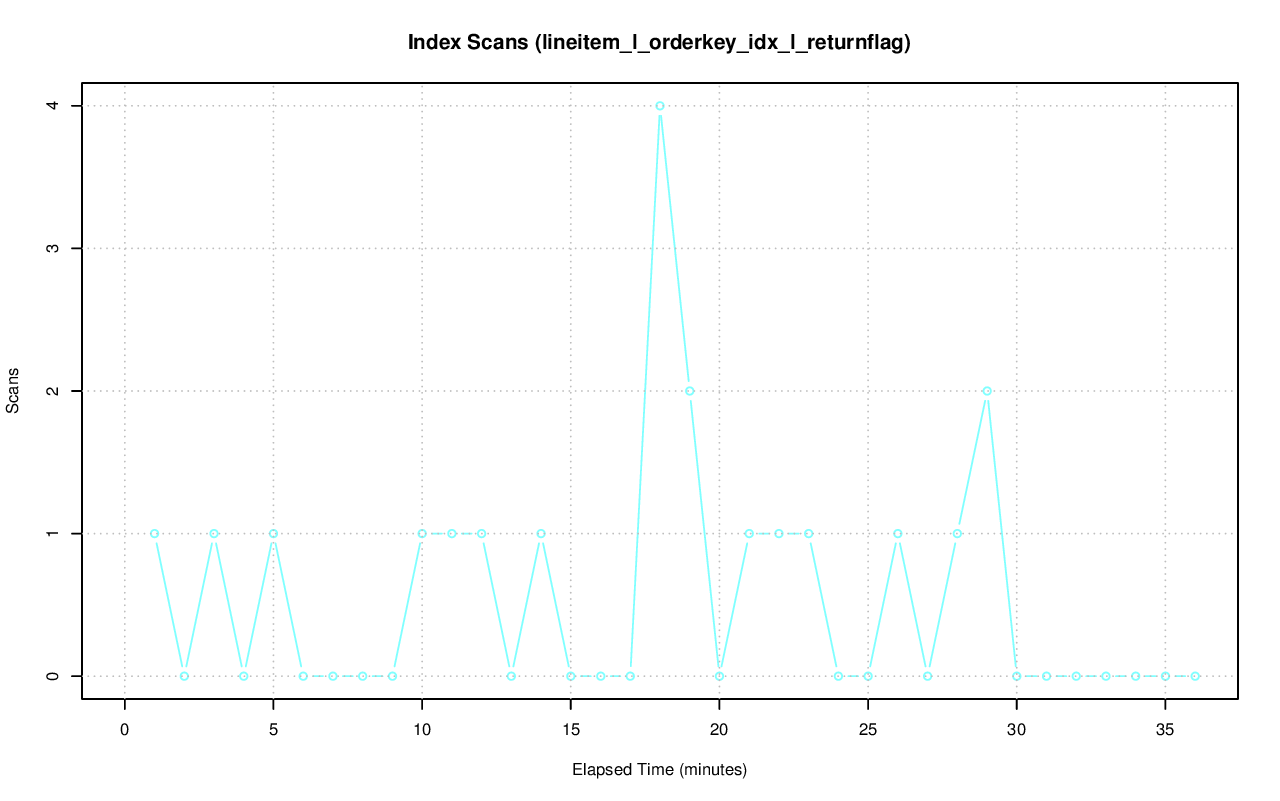 Index Scans (lineitem_l_orderkey_idx_l_returnflag)
4
3
2
1
0
Scans
0 5 10 15 20 25 30 35
Elapsed Time (minutes)